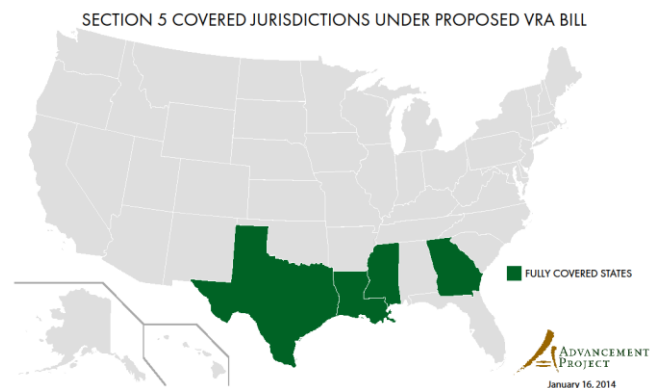 SECTION 5 COVERED JURISDICTIONS UNDER PROPOSED VRA BILL
FULLY COVERED STATES
ADVANCEMENT
PROJECT
January 16, 2014